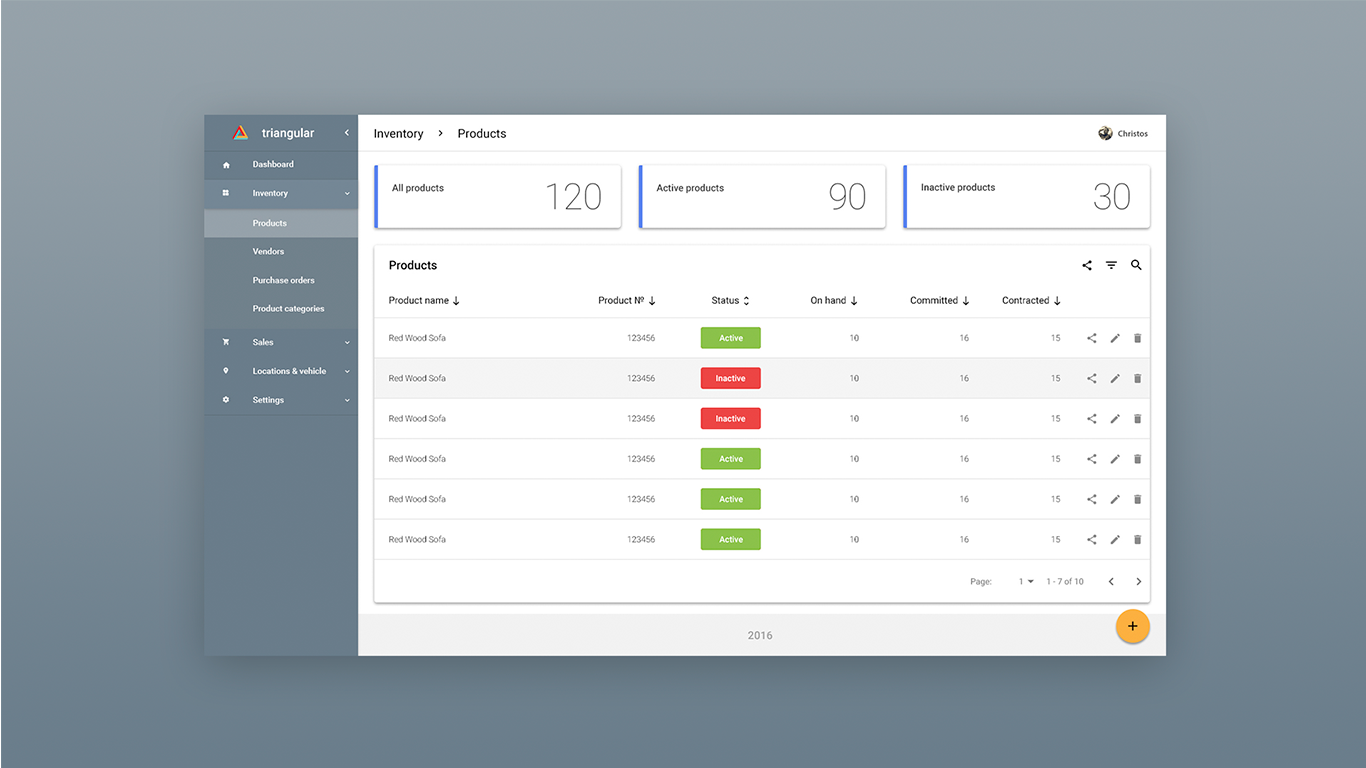 triangular
Inventory > Products
Christos
Dashboard
Inventory
Products
Vendors
Purchase orders
Product categories
Sales
Locations & vehicle
Settings
All products 120
Active products 90
Inactive products 30
Products
Product name Product Nº Status On hand Committed Contracted
Red Wood Sofa 123456 Active 10 16 15
Red Wood Sofa 123456 Inactive 10 16 15
Red Wood Sofa 123456 Inactive 10 16 15
Red Wood Sofa 123456 Active 10 16 15
Red Wood Sofa 123456 Active 10 16 15
Red Wood Sofa 123456 Active 10 16 15
Page: 1 1 - 7 of 10
2016